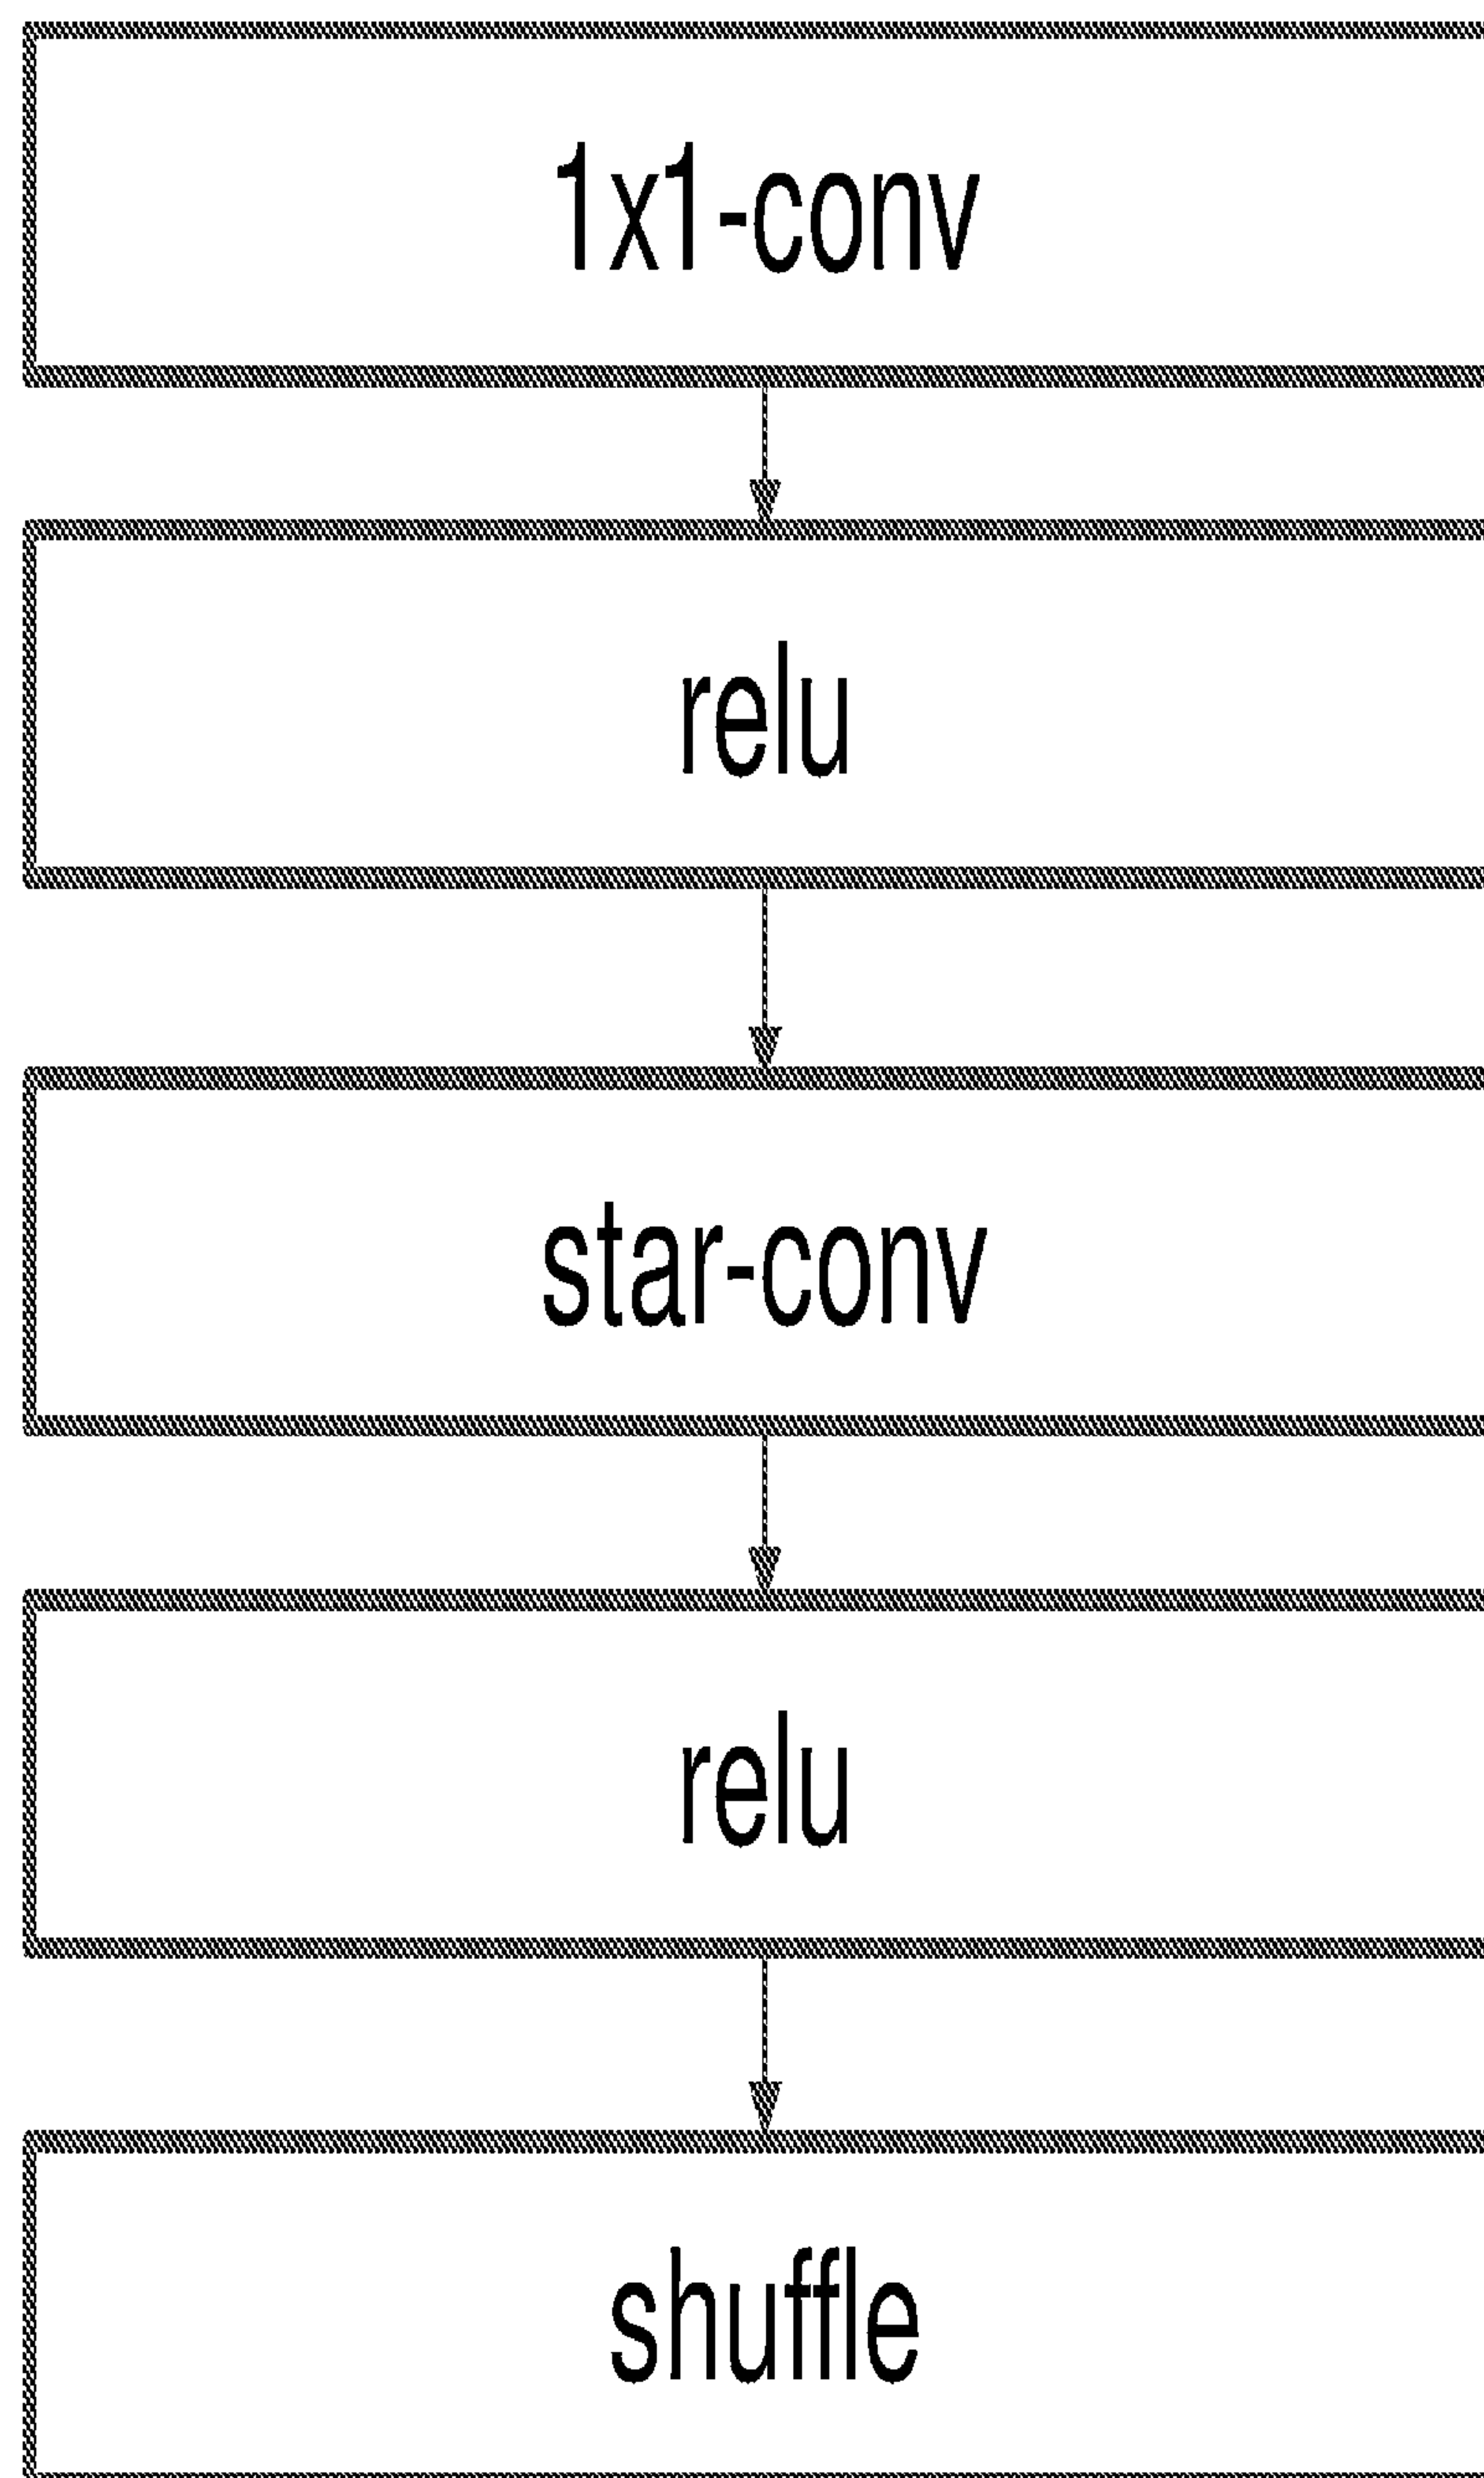 1x1-conv
relu
star-conv
relu
shuffle